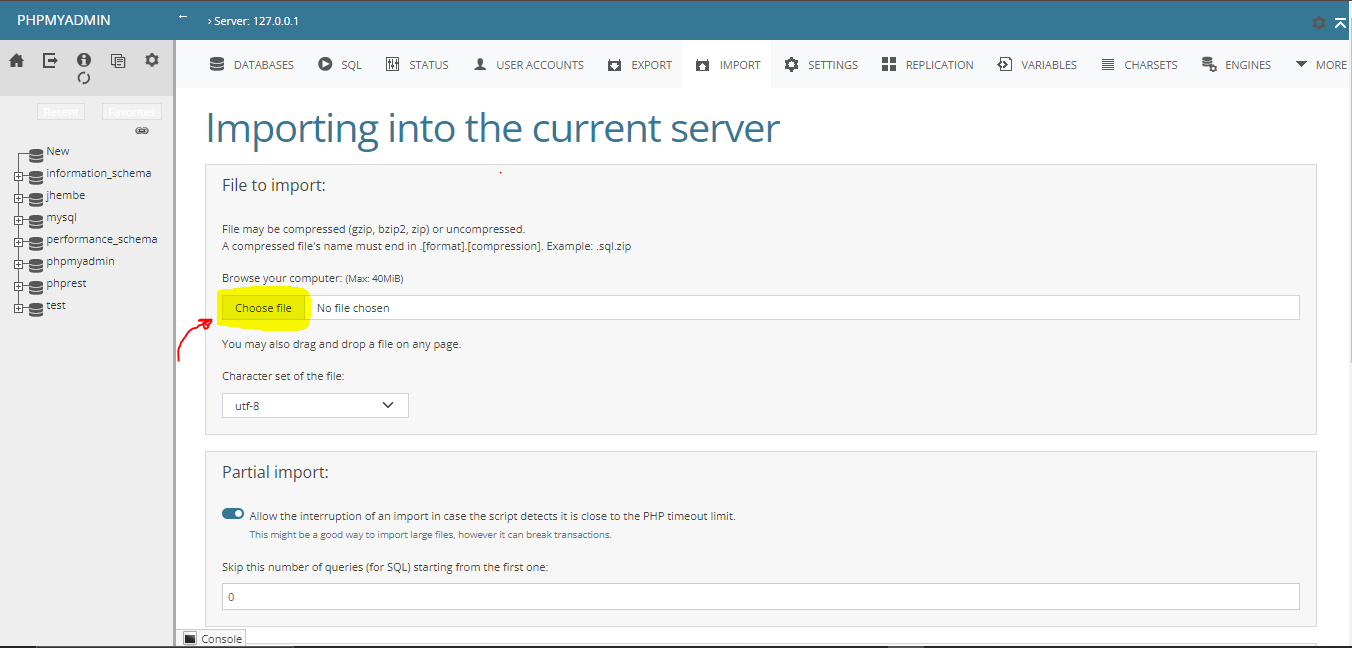 PHPMYADMIN
← › Server: 127.0.0.1
DATABASES SQL STATUS USER ACCOUNTS EXPORT IMPORT SETTINGS REPLICATION VARIABLES CHARSETS ENGINES MORE
Recent Favorites
New
information_schema
jhembe
mysql
performance_schema
phpmyadmin
phprest
test
Importing into the current server
File to import:
File may be compressed (gzip, bzip2, zip) or uncompressed.
A compressed file's name must end in .[format].[compression]. Example: .sql.zip
Browse your computer: (Max: 40MiB)
Choose file No file chosen
You may also drag and drop a file on any page.
Character set of the file:
utf-8
Partial import:
Allow the interruption of an import in case the script detects it is close to the PHP timeout limit.
This might be a good way to import large files, however it can break transactions.
Skip this number of queries (for SQL) starting from the first one:
0
Console